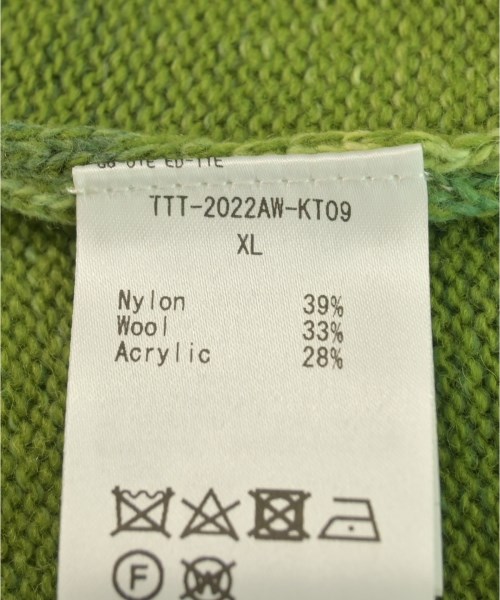 TTT-2022AW-KT09
XL
Nylon 39%
Wool 33%
Acrylic 28%
F
W